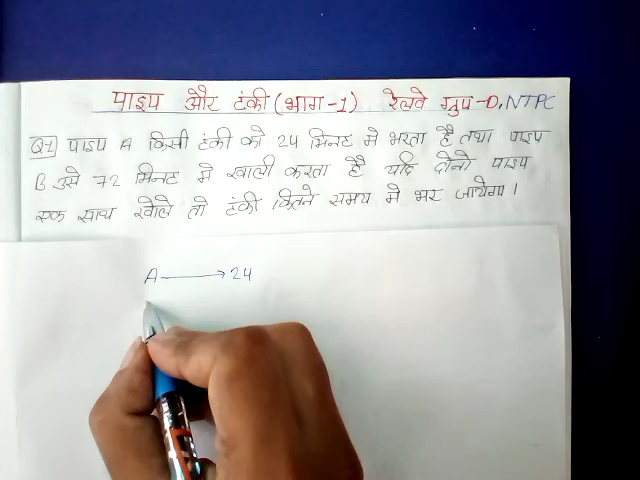 पाइप और टंकी (भाग-1) रेलवे ग्रुप-D, NTPC
Q1 पाइप A किसी टंकी को 24 मिनट मे भरता है तथा पाइप
B उसे 72 मिनट मे खाली करता है यदि दोनो पाइप
एक साथ खोले तो टंकी कितने समय मे भर जायेगा।
A → 24